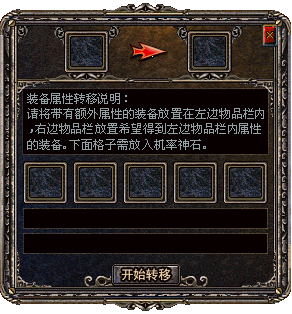 装备属性转移说明：
请将带有额外属性的装备放置在左边物品栏内
,右边物品栏放置希望得到左边物品栏内属性
的装备。下面格子需放入机率神石。
开始转移